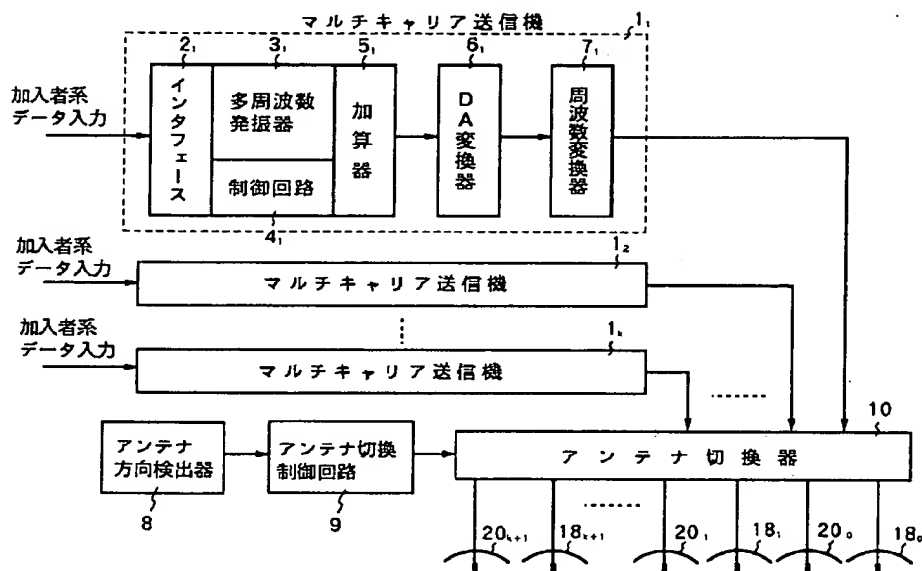 マルチキャリア送信機
1₁
2₁
3₁
5₁
6₁
7₁
加入者系
データ入力
インタフェース
多周波数
発振器
制御回路
4₁
加算器
DA変換器
周波数変換器
加入者系
データ入力
1₂
マルチキャリア送信機
加入者系
データ入力
1ₖ
マルチキャリア送信機
アンテナ
方向検出器
8
アンテナ切換
制御回路
9
10
アンテナ切換器
20ₖ₊₁
18ₖ₊₁
20₁
18₁
20₀
18₀